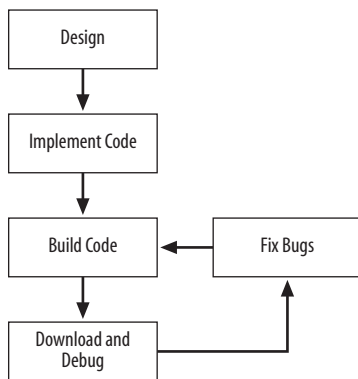 Design
Implement Code
Build Code
Fix Bugs
Download and
Debug